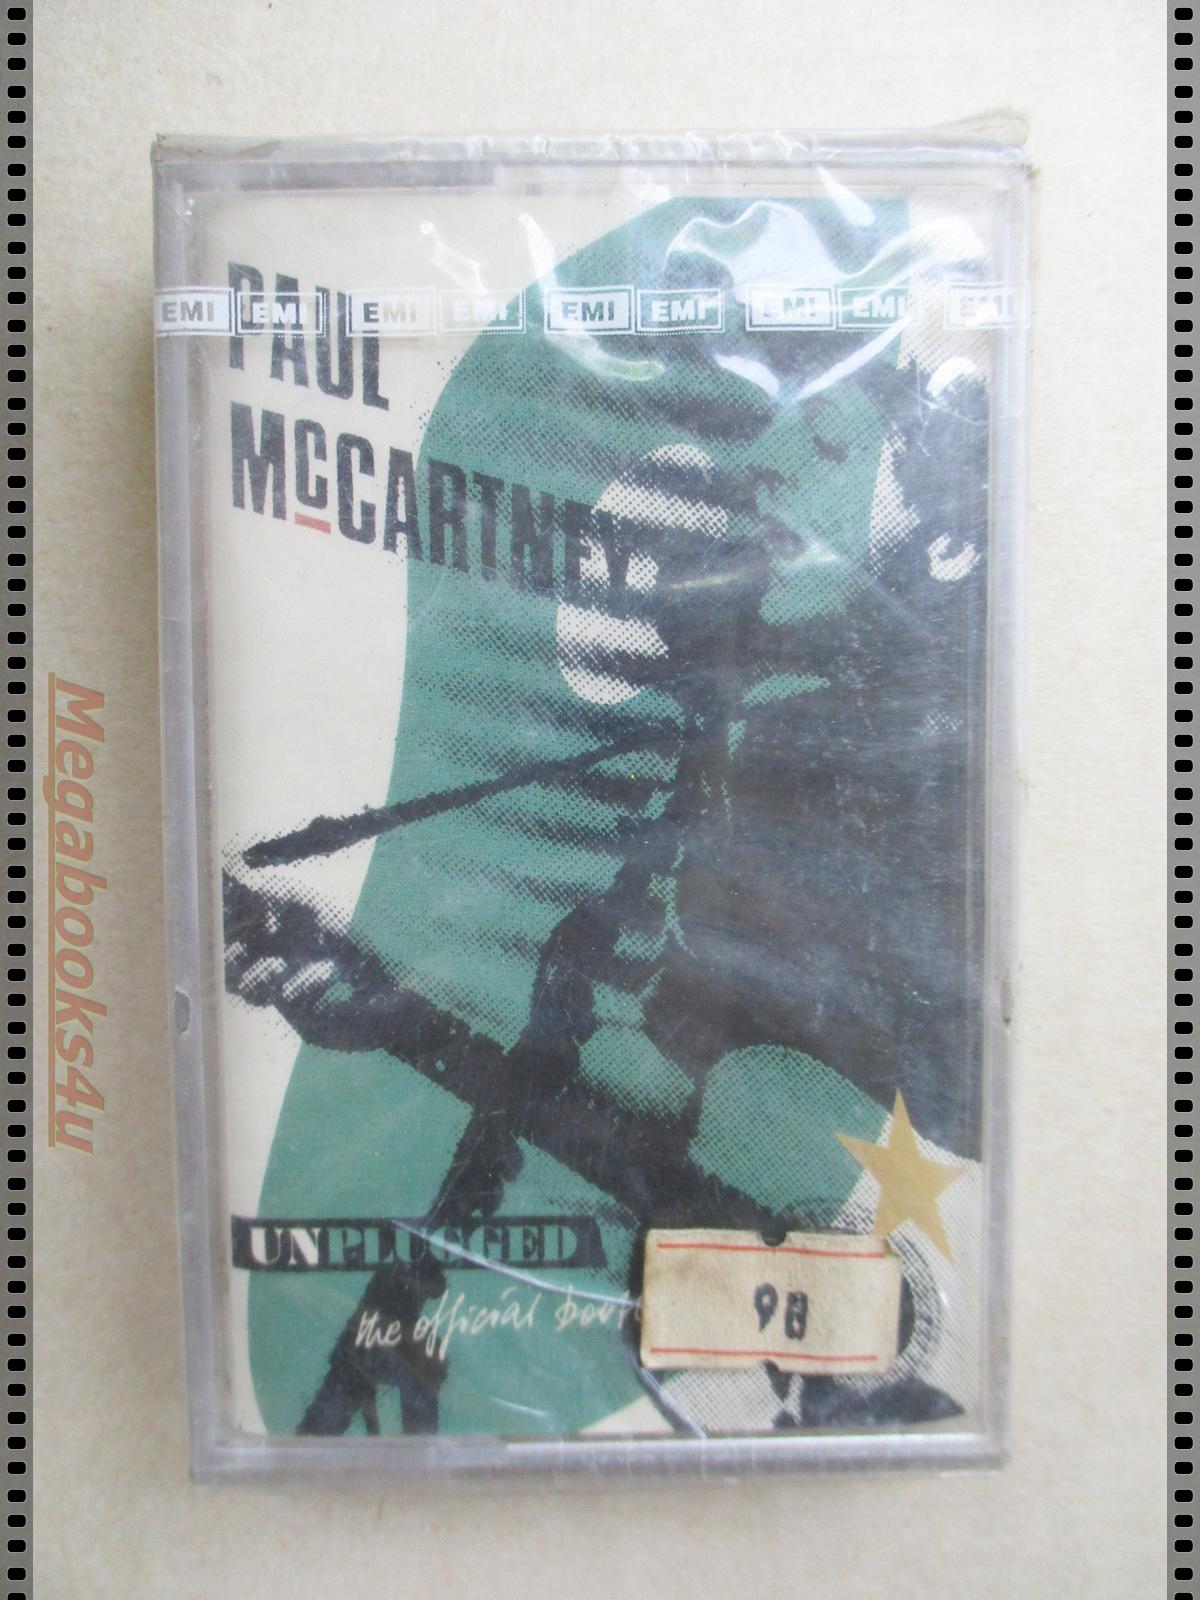 EMI EMI EMI EMI EMI EMI EMI EMI EMI
PAUL
McCARTNEY
UNPLUGGED
the official
98
Megabooks4u